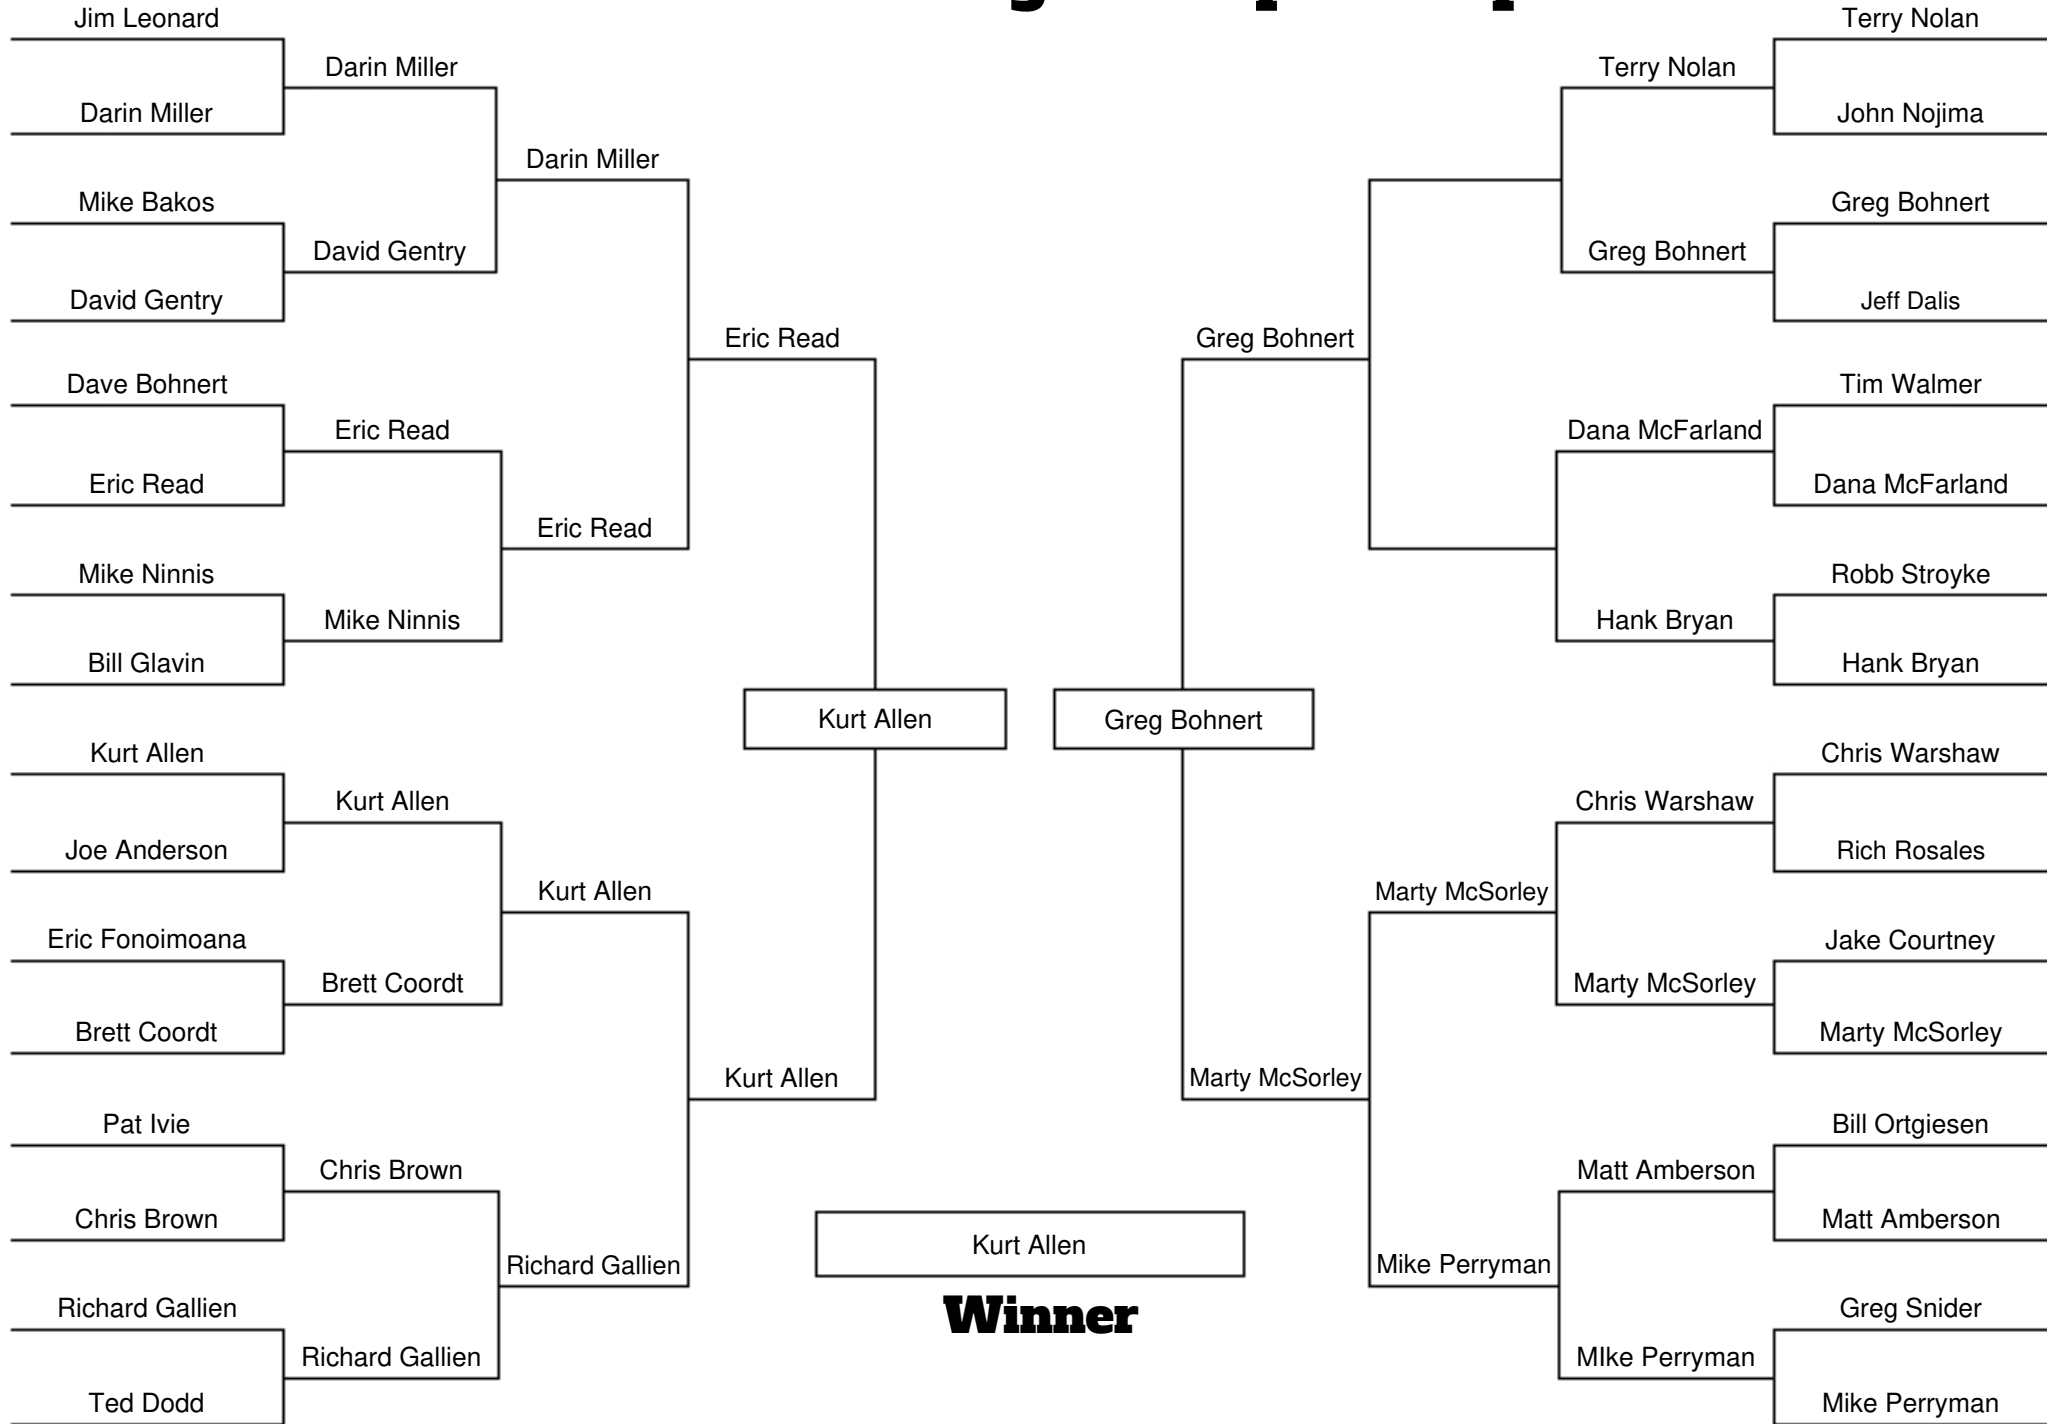 Jim Leonard
Darin Miller
Mike Bakos
David Gentry
Dave Bohnert
Eric Read
Mike Ninnis
Bill Glavin
Kurt Allen
Joe Anderson
Eric Fonoimoana
Brett Coordt
Pat Ivie
Chris Brown
Richard Gallien
Ted Dodd
Darin Miller
David Gentry
Eric Read
Mike Ninnis
Kurt Allen
Brett Coordt
Chris Brown
Richard Gallien
Darin Miller
Eric Read
Kurt Allen
Richard Gallien
Eric Read
Kurt Allen
Kurt Allen
Greg Bohnert
Kurt Allen
Winner
Greg Bohnert
Marty McSorley
Marty McSorley
Mike Perryman
Terry Nolan
Greg Bohnert
Dana McFarland
Hank Bryan
Chris Warshaw
Marty McSorley
Matt Amberson
MIke Perryman
Terry Nolan
John Nojima
Greg Bohnert
Jeff Dalis
Tim Walmer
Dana McFarland
Robb Stroyke
Hank Bryan
Chris Warshaw
Rich Rosales
Jake Courtney
Marty McSorley
Bill Ortgiesen
Matt Amberson
Greg Snider
Mike Perryman